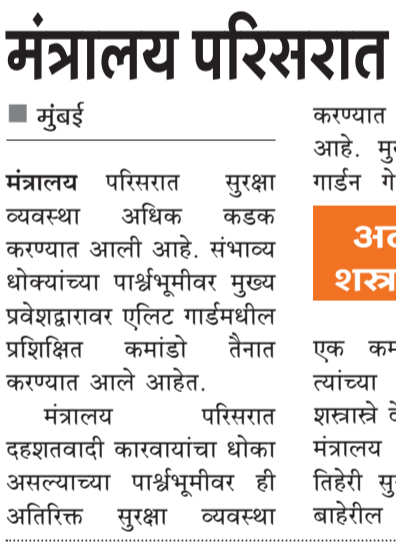 मंत्रालय परिसरात
मुंबई
मंत्रालय परिसरात सुरक्षा
व्यवस्था अधिक कडक
करण्यात आली आहे. संभाव्य
धोक्यांच्या पार्श्वभूमीवर मुख्य
प्रवेशद्वारावर एलिट गार्डमधील
प्रशिक्षित कमांडो तैनात
करण्यात आले आहेत.
मंत्रालय परिसरात
दहशतवादी कारवायांचा धोका
असल्याच्या पार्श्वभूमीवर ही
अतिरिक्त सुरक्षा व्यवस्था
करण्यात
आहे.
गार्डन
एक
त्यांच्या
शस्त्रास्त्रे
मंत्रालय
तिहेरी
बाहेरील